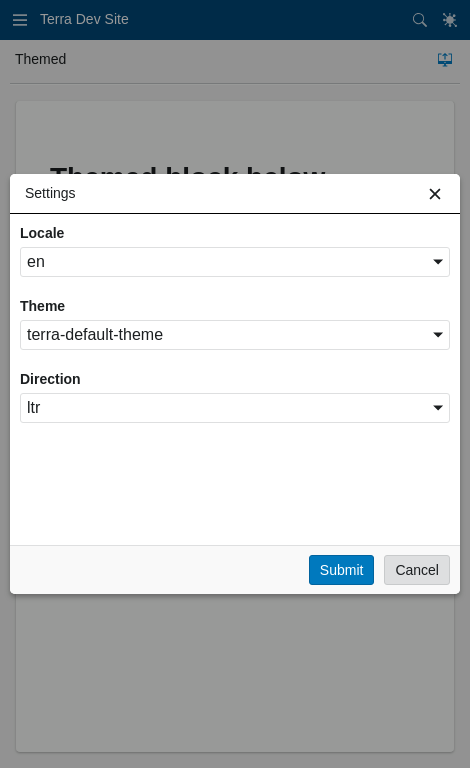 Terra Dev Site
Themed
Themed block below
Settings
Locale
en
Theme
terra-default-theme
Direction
ltr
Submit
Cancel